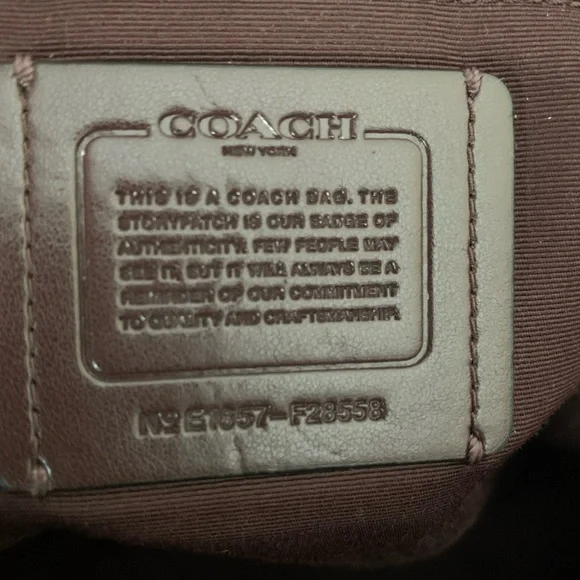 COACH
NEW YORK
THIS IS A COACH BAG. THE
STORYPATCH IS OUR BADGE OF
AUTHENTICITY. FEW PEOPLE MAY
SEE IT, BUT IT WILL ALWAYS BE A
REMINDER OF OUR COMMITMENT
TO QUALITY AND CRAFTSMANSHIP.
No E1657-F28558